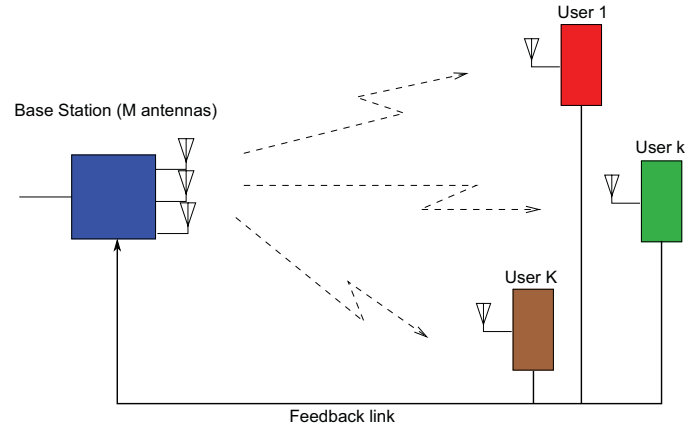 User 1
Base Station (M antennas)
User k
User K
Feedback link